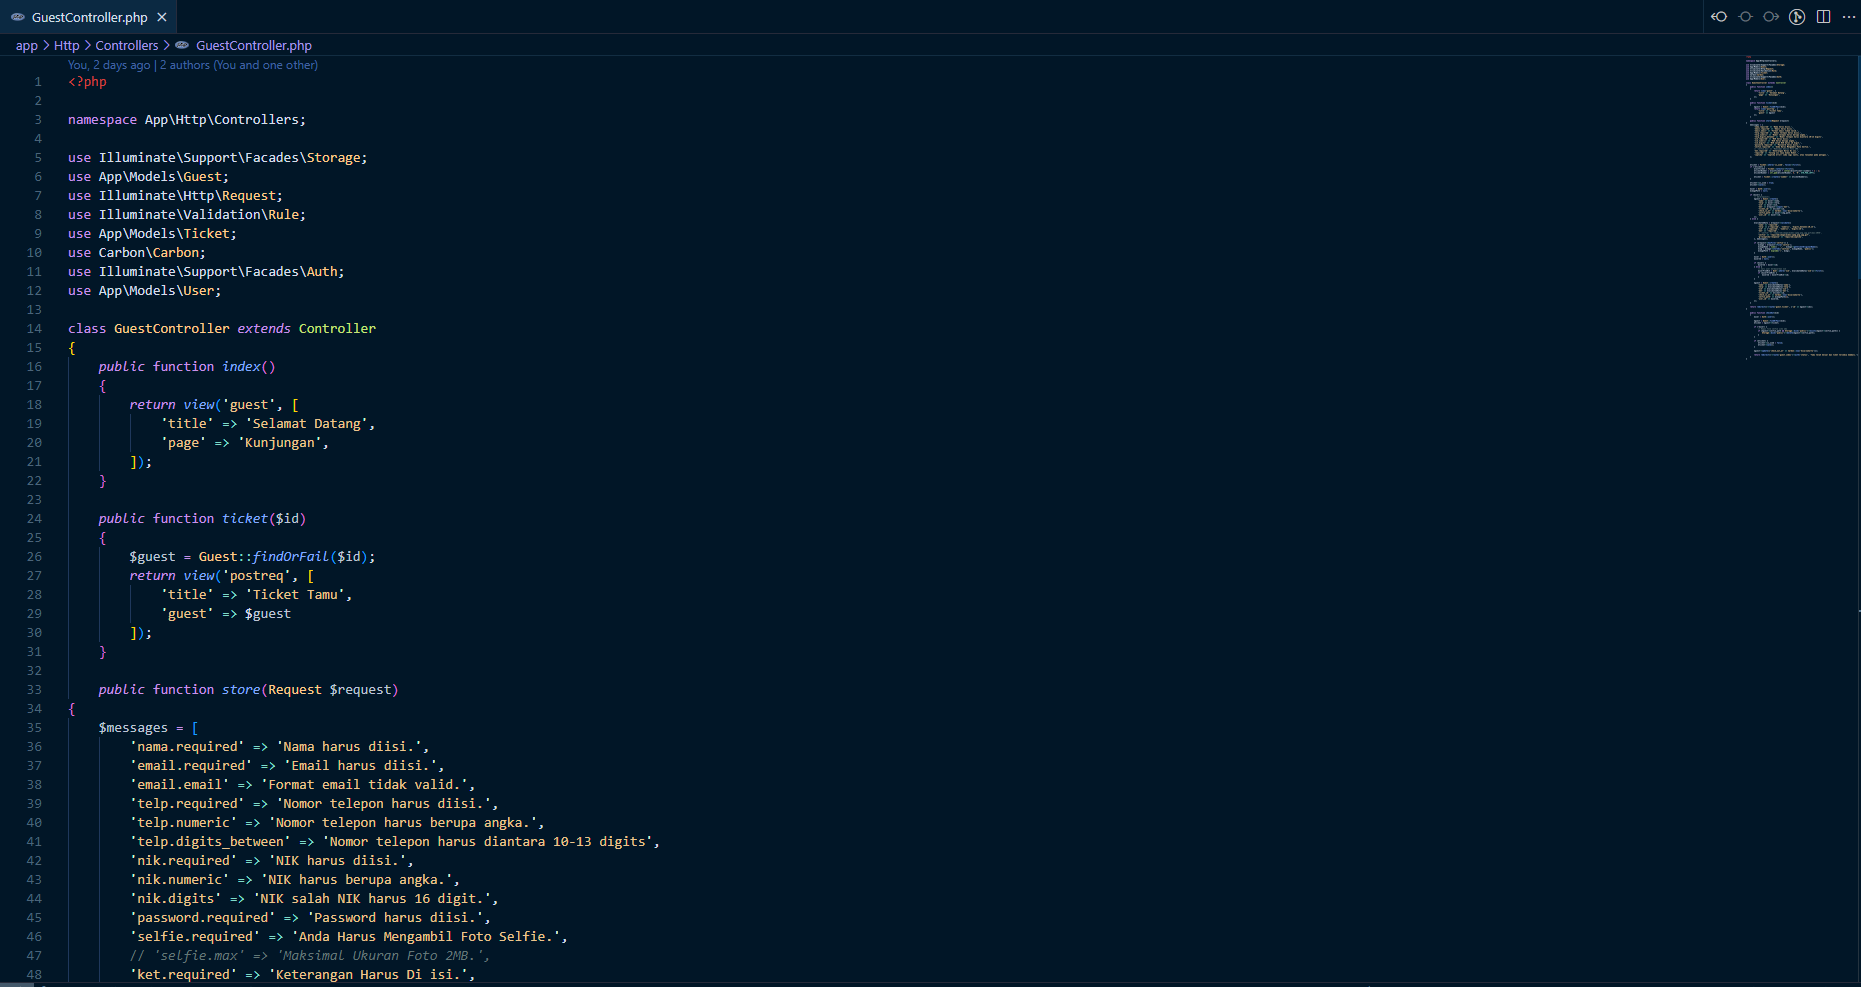 GuestController.php
app > Http > Controllers > GuestController.php
You, 2 days ago | 2 authors (You and one other)
1 <?php
2
3 namespace App\Http\Controllers;
4
5 use Illuminate\Support\Facades\Storage;
6 use App\Models\Guest;
7 use Illuminate\Http\Request;
8 use Illuminate\Validation\Rule;
9 use App\Models\Ticket;
10 use Carbon\Carbon;
11 use Illuminate\Support\Facades\Auth;
12 use App\Models\User;
13
14 class GuestController extends Controller
15 {
16     public function index()
17     {
18         return view('guest', [
19             'title' => 'Selamat Datang',
20             'page' => 'Kunjungan',
21         ]);
22     }
23
24     public function ticket($id)
25     {
26         $guest = Guest::findOrFail($id);
27         return view('postreq', [
28             'title' => 'Ticket Tamu',
29             'guest' => $guest
30         ]);
31     }
32
33     public function store(Request $request)
34 {
35     $messages = [
36         'nama.required' => 'Nama harus diisi.',
37         'email.required' => 'Email harus diisi.',
38         'email.email' => 'Format email tidak valid.',
39         'telp.required' => 'Nomor telepon harus diisi.',
40         'telp.numeric' => 'Nomor telepon harus berupa angka.',
41         'telp.digits_between' => 'Nomor telepon harus diantara 10-13 digits',
42         'nik.required' => 'NIK harus diisi.',
43         'nik.numeric' => 'NIK harus berupa angka.',
44         'nik.digits' => 'NIK salah NIK harus 16 digit.',
45         'password.required' => 'Password harus diisi.',
46         'selfie.required' => 'Anda Harus Mengambil Foto Selfie.',
47         // 'selfie.max' => 'Maksimal Ukuran Foto 2MB.',
48         'ket.required' => 'Keterangan Harus Di isi.',